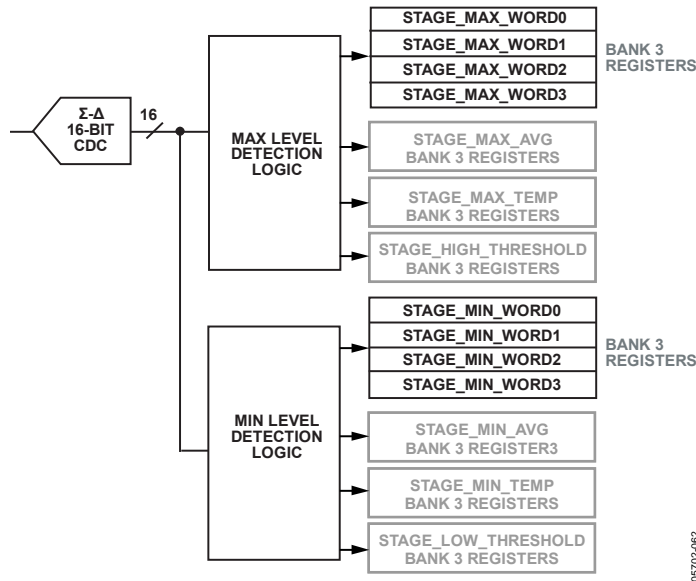 STAGE_MAX_WORD0
STAGE_MAX_WORD1
STAGE_MAX_WORD2
STAGE_MAX_WORD3
BANK 3
REGISTERS
Σ-Δ
16-BIT
CDC
16
MAX LEVEL
DETECTION
LOGIC
STAGE_MAX_AVG
BANK 3 REGISTERS
STAGE_MAX_TEMP
BANK 3 REGISTERS
STAGE_HIGH_THRESHOLD
BANK 3 REGISTERS
STAGE_MIN_WORD0
STAGE_MIN_WORD1
STAGE_MIN_WORD2
STAGE_MIN_WORD3
BANK 3
REGISTERS
MIN LEVEL
DETECTION
LOGIC
STAGE_MIN_AVG
BANK 3 REGISTER3
STAGE_MIN_TEMP
BANK 3 REGISTERS
STAGE_LOW_THRESHOLD
BANK 3 REGISTERS
05702-062